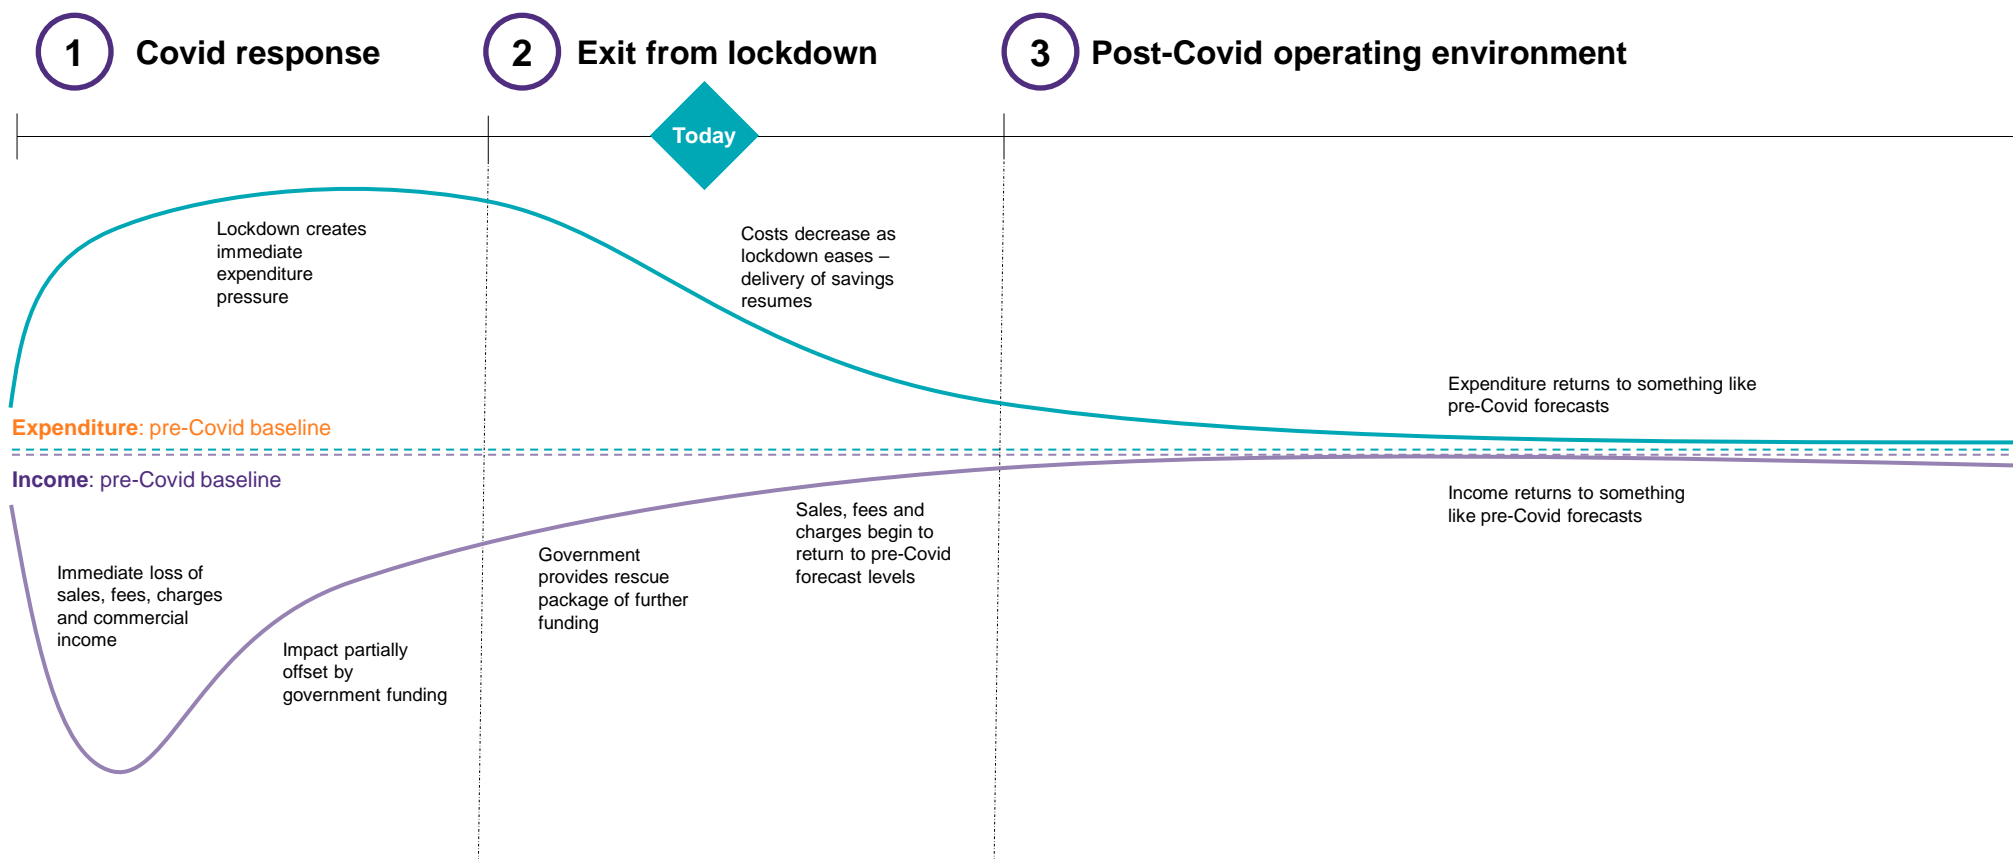 1 Covid response
2 Exit from lockdown
3 Post-Covid operating environment
Today
Lockdown creates
immediate
expenditure
pressure
Costs decrease as
lockdown eases –
delivery of savings
resumes
Expenditure returns to something like
pre-Covid forecasts
Expenditure: pre-Covid baseline
Income: pre-Covid baseline
Immediate loss of
sales, fees, charges
and commercial
income
Impact partially
offset by
government funding
Government
provides rescue
package of further
funding
Sales, fees and
charges begin to
return to pre-Covid
forecast levels
Income returns to something
like pre-Covid forecasts